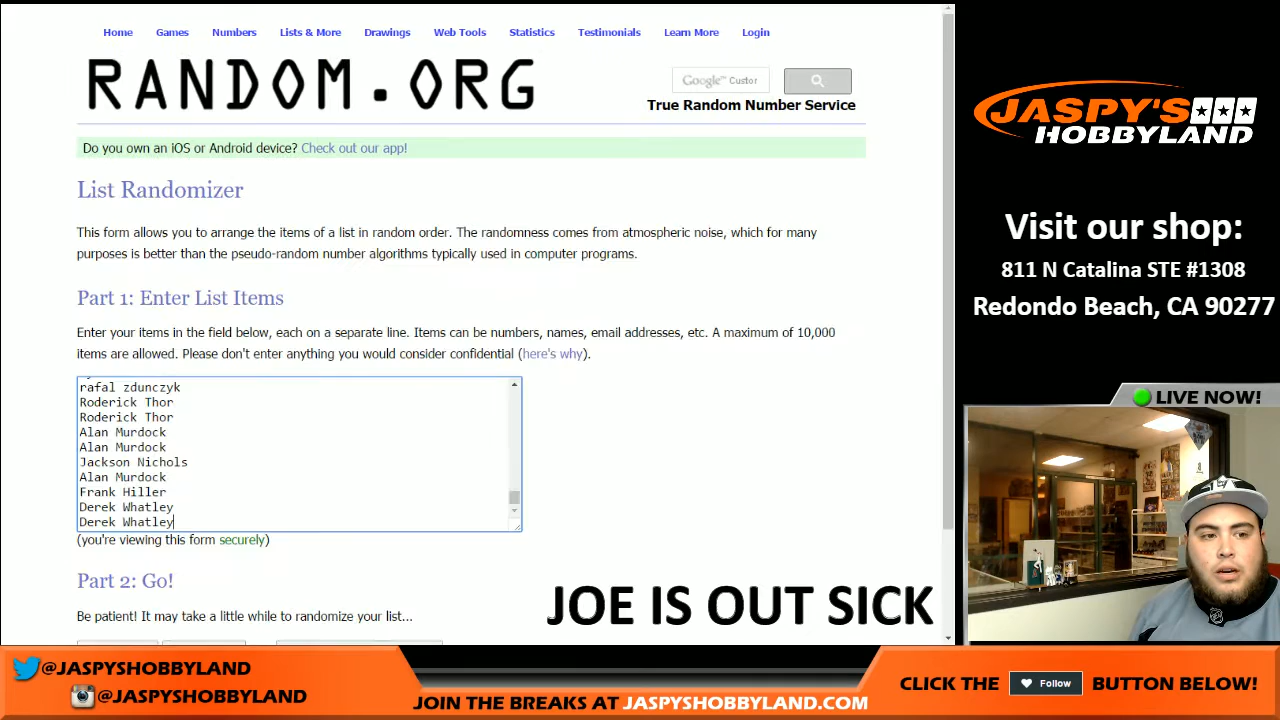 Home Games Numbers Lists & More Drawings Web Tools Statistics Testimonials Learn More Login
RANDOM.ORG
Google™ Custor
True Random Number Service
Do you own an iOS or Android device? Check out our app!
List Randomizer
This form allows you to arrange the items of a list in random order. The randomness comes from atmospheric noise, which for many
purposes is better than the pseudo-random number algorithms typically used in computer programs.
Part 1: Enter List Items
Enter your items in the field below, each on a separate line. Items can be numbers, names, email addresses, etc. A maximum of 10,000
items are allowed. Please don't enter anything you would consider confidential (here's why).
rafal zdunczyk
Roderick Thor
Roderick Thor
Alan Murdock
Alan Murdock
Jackson Nichols
Alan Murdock
Frank Hiller
Derek Whatley
Derek Whatley
(you're viewing this form securely)
Part 2: Go!
Be patient! It may take a little while to randomize your list...
JOE IS OUT SICK
JASPY'S
HOBBYLAND
Visit our shop:
811 N Catalina STE #1308
Redondo Beach, CA 90277
LIVE NOW!
@JASPYSHOBBYLAND
@JASPYSHOBBYLAND
JOIN THE BREAKS AT JASPYSHOBBYLAND.COM
CLICK THE Follow BUTTON BELOW!